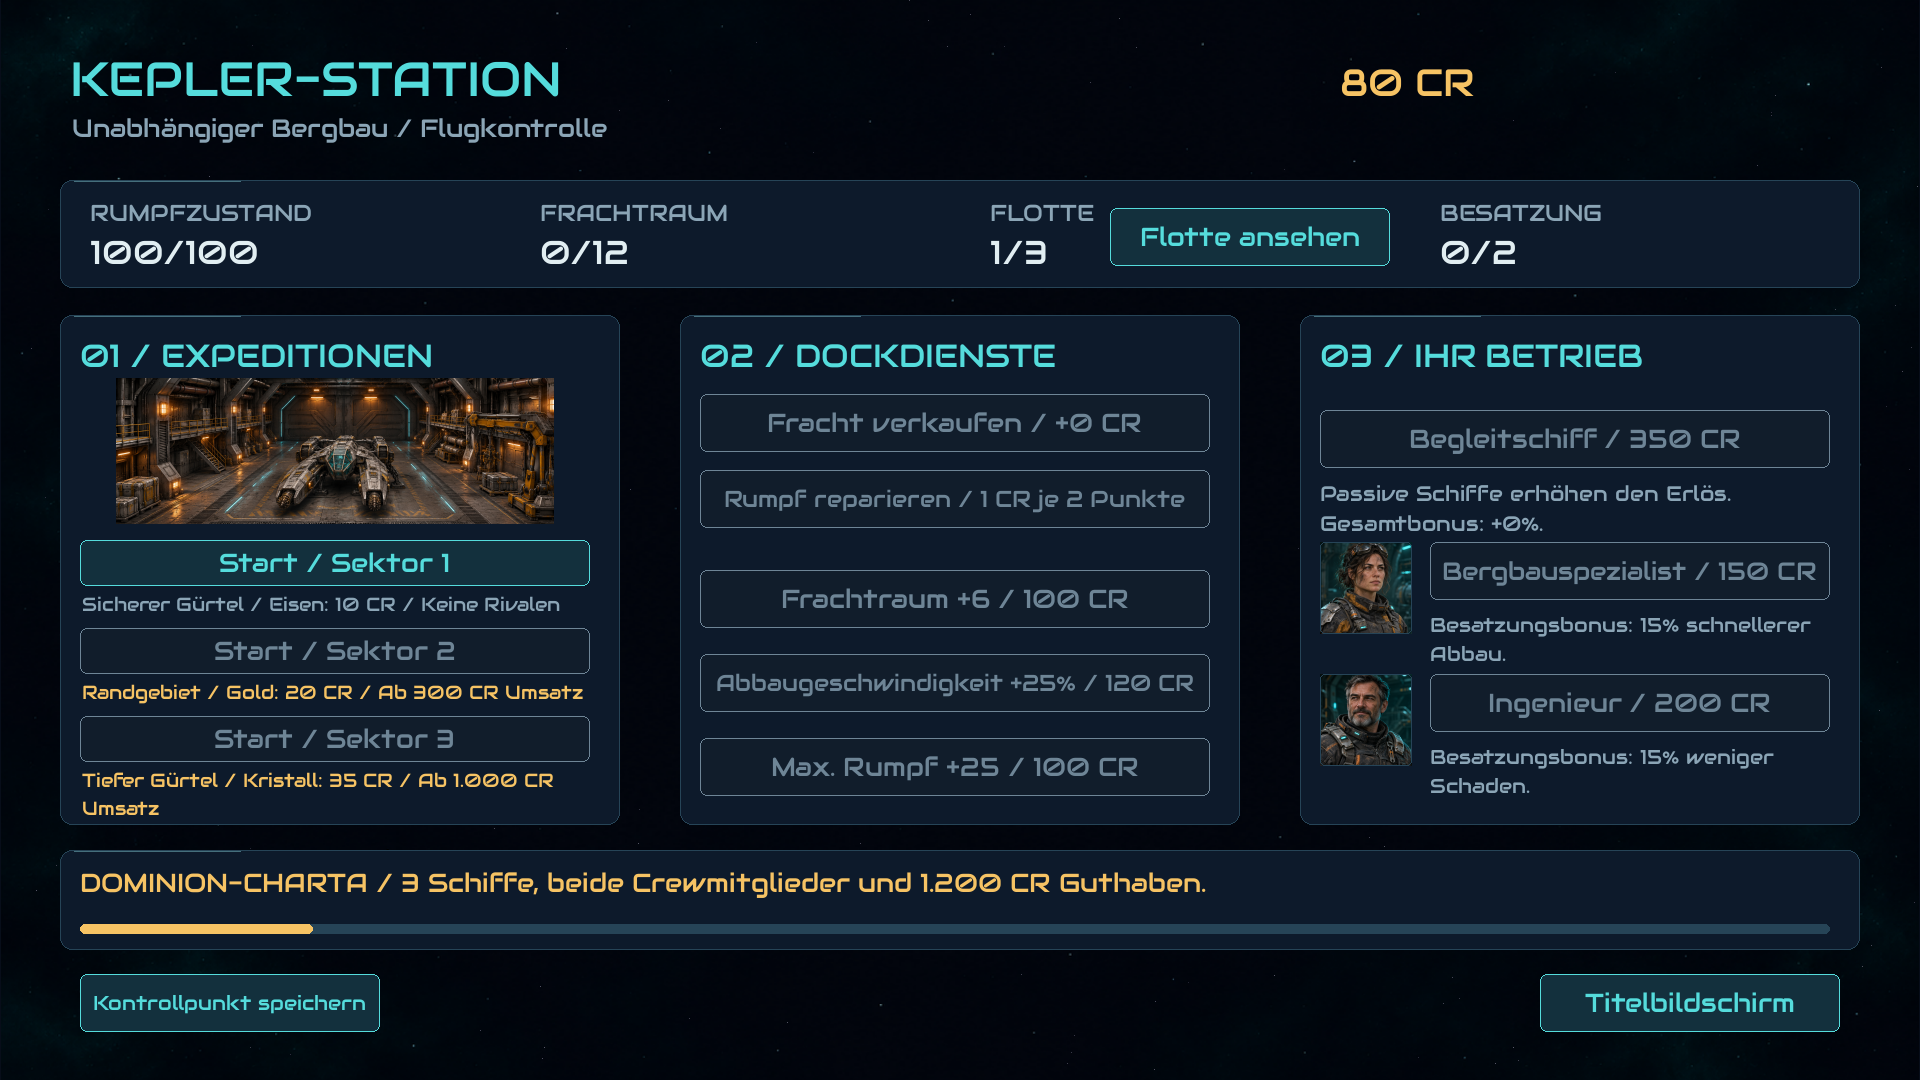 KEPLER-STATION
Unabhängiger Bergbau / Flugkontrolle
80 CR
RUMPFZUSTAND
100/100
FRACHTRAUM
0/12
FLOTTE
1/3
Flotte ansehen
BESATZUNG
0/2
01 / EXPEDITIONEN
Start / Sektor 1
Sicherer Gürtel / Eisen: 10 CR / Keine Rivalen
Start / Sektor 2
Randgebiet / Gold: 20 CR / Ab 300 CR Umsatz
Start / Sektor 3
Tiefer Gürtel / Kristall: 35 CR / Ab 1.000 CR
Umsatz
02 / DOCKDIENSTE
Fracht verkaufen / +0 CR
Rumpf reparieren / 1 CR je 2 Punkte
Frachtraum +6 / 100 CR
Abbaugeschwindigkeit +25% / 120 CR
Max. Rumpf +25 / 100 CR
03 / IHR BETRIEB
Begleitschiff / 350 CR
Passive Schiffe erhöhen den Erlös.
Gesamtbonus: +0%.
Bergbauspezialist / 150 CR
Besatzungsbonus: 15% schnellerer
Abbau.
Ingenieur / 200 CR
Besatzungsbonus: 15% weniger
Schaden.
DOMINION-CHARTA / 3 Schiffe, beide Crewmitglieder und 1.200 CR Guthaben.
Kontrollpunkt speichern
Titelbildschirm